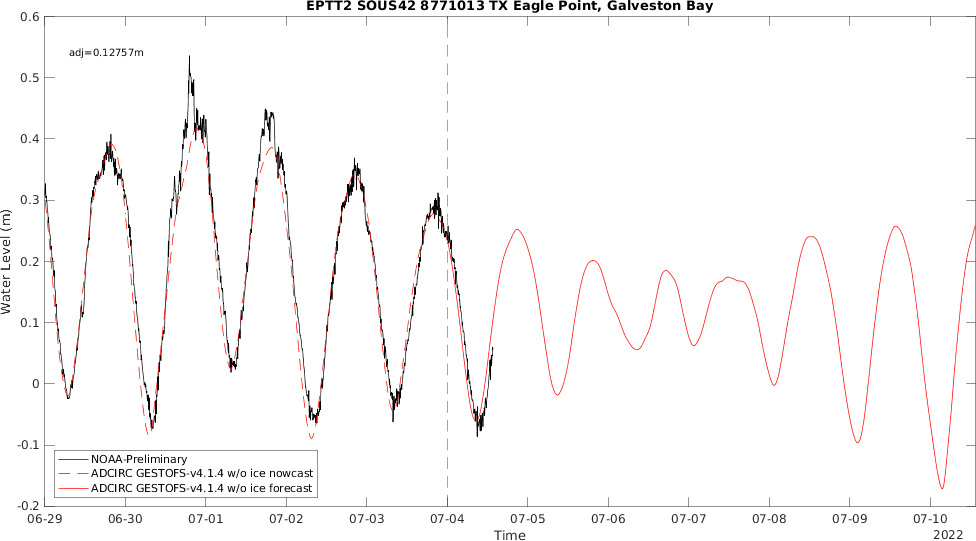 EPTT2 SOUS42 8771013 TX Eagle Point, Galveston Bay
adj=0.12757m
0.6
0.5
0.4
0.3
0.2
0.1
0
-0.1
-0.2
Water Level (m)
NOAA-Preliminary
ADCIRC GESTOFS-v4.1.4 w/o ice nowcast
ADCIRC GESTOFS-v4.1.4 w/o ice forecast
06-29 06-30 07-01 07-02 07-03 07-04 07-05 07-06 07-07 07-08 07-09 07-10
Time
2022